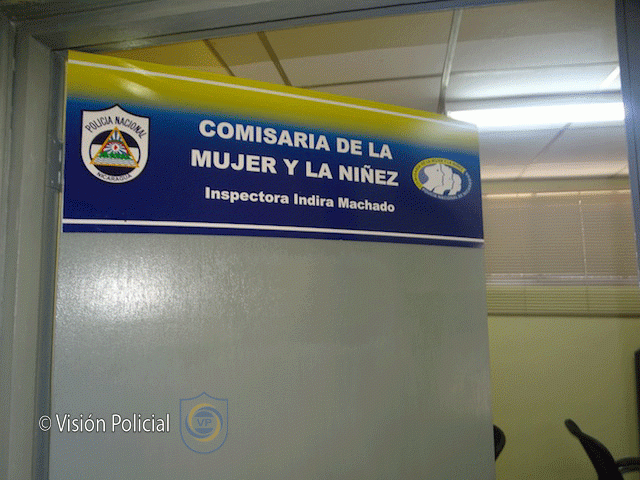 POLICIA NACIONAL
NICARAGUA
COMISARIA DE LA
MUJER Y LA NIÑEZ
Inspectora Indira Machado
© Visión Policial
VP